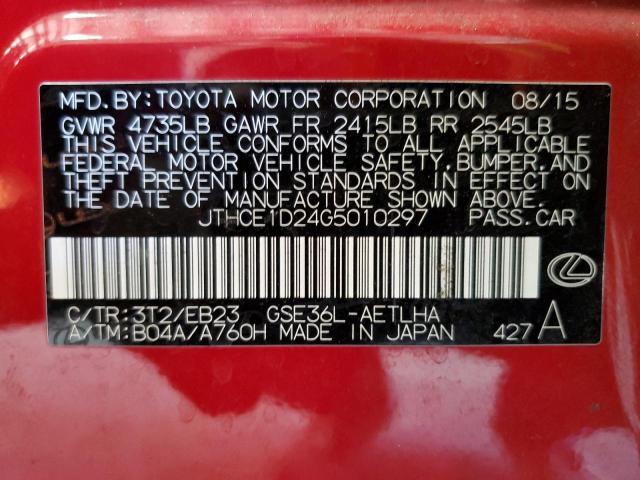 MFD.BY:TOYOTA MOTOR CORPORATION 08/15
GVWR 4735LB GAWR FR 2415LB RR 2545LB
THIS VEHICLE CONFORMS TO ALL APPLICABLE
FEDERAL MOTOR VEHICLE SAFETY,BUMPER,AND
THEFT PREVENTION STANDARDS IN EFFECT ON
THE DATE OF MANUFACTURE SHOWN ABOVE.
JTHCE1D24G5010297 PASS.CAR
C/TR:3T2/EB23 GSE36L-AETLHA
A/TM:B04A/A760H MADE IN JAPAN 427 A